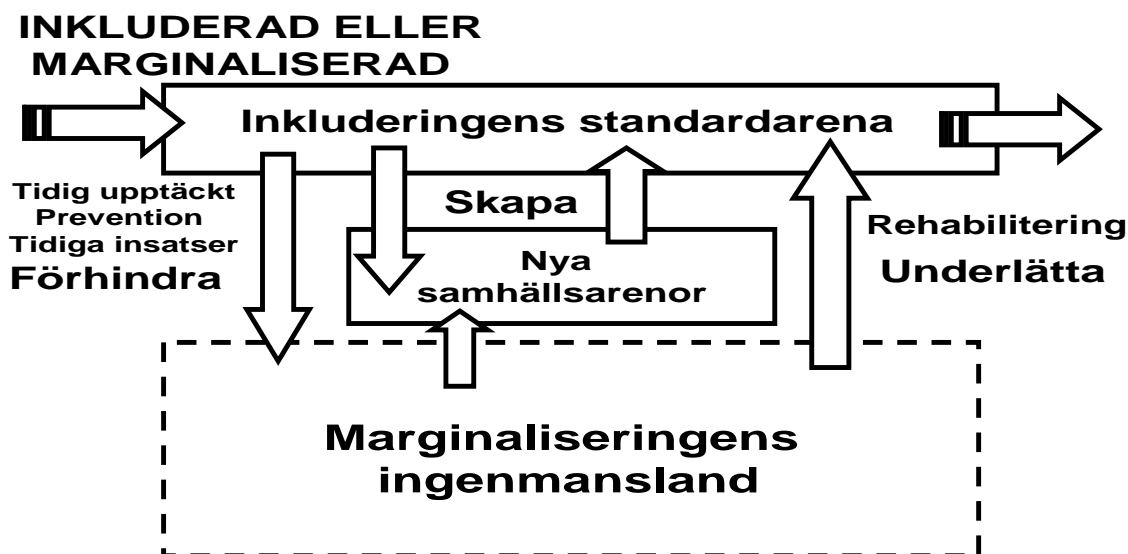 INKLUDERAD ELLER
MARGINALISERAD
Inkluderingens standardarena
Tidig upptäckt
Prevention
Tidiga insatser
Förhindra
Skapa
Nya
samhällsarenor
Rehabilitering
Underlätta
Marginaliseringens
ingenmansland